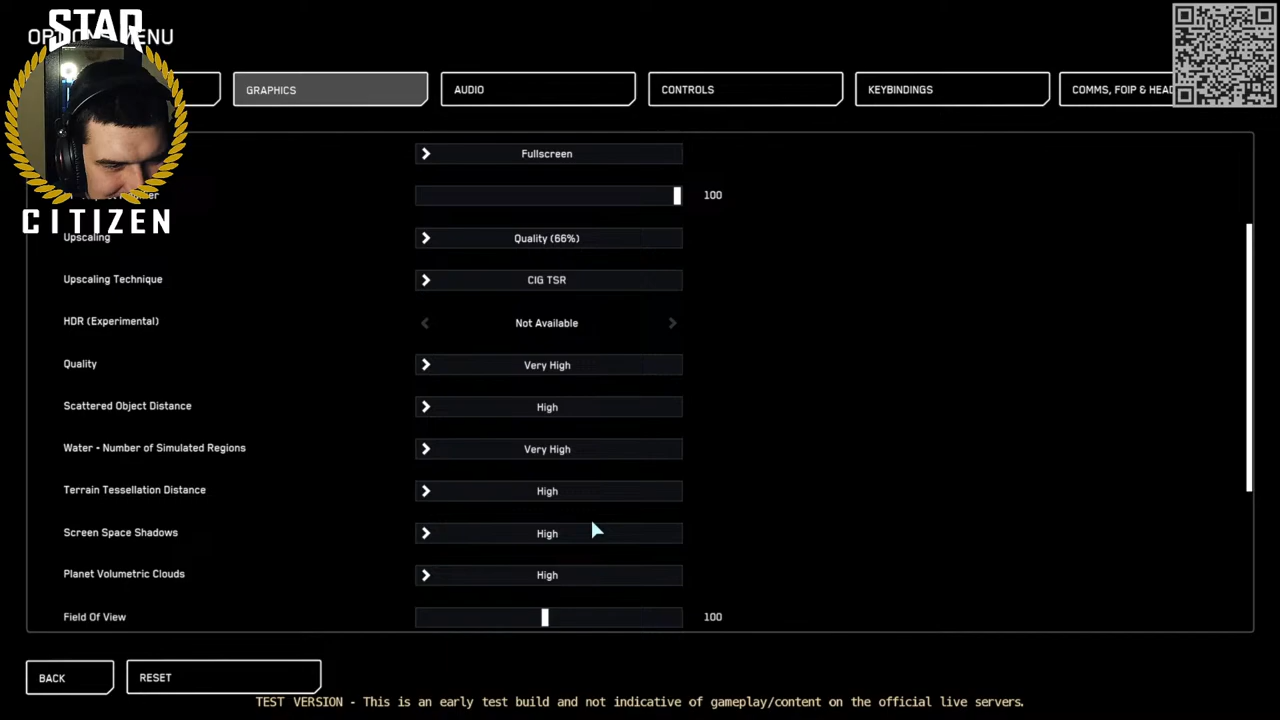 STAR
CITIZEN
GRAPHICS
AUDIO
CONTROLS
KEYBINDINGS
COMMS, FOIP & HEAD
Fullscreen
100
Upscaling Quality (66%)
Upscaling Technique CIG TSR
HDR (Experimental) Not Available
Quality Very High
Scattered Object Distance High
Water - Number of Simulated Regions Very High
Terrain Tessellation Distance High
Screen Space Shadows High
Planet Volumetric Clouds High
Field Of View 100
BACK
RESET
TEST VERSION - This is an early test build and not indicative of gameplay/content on the official live servers.